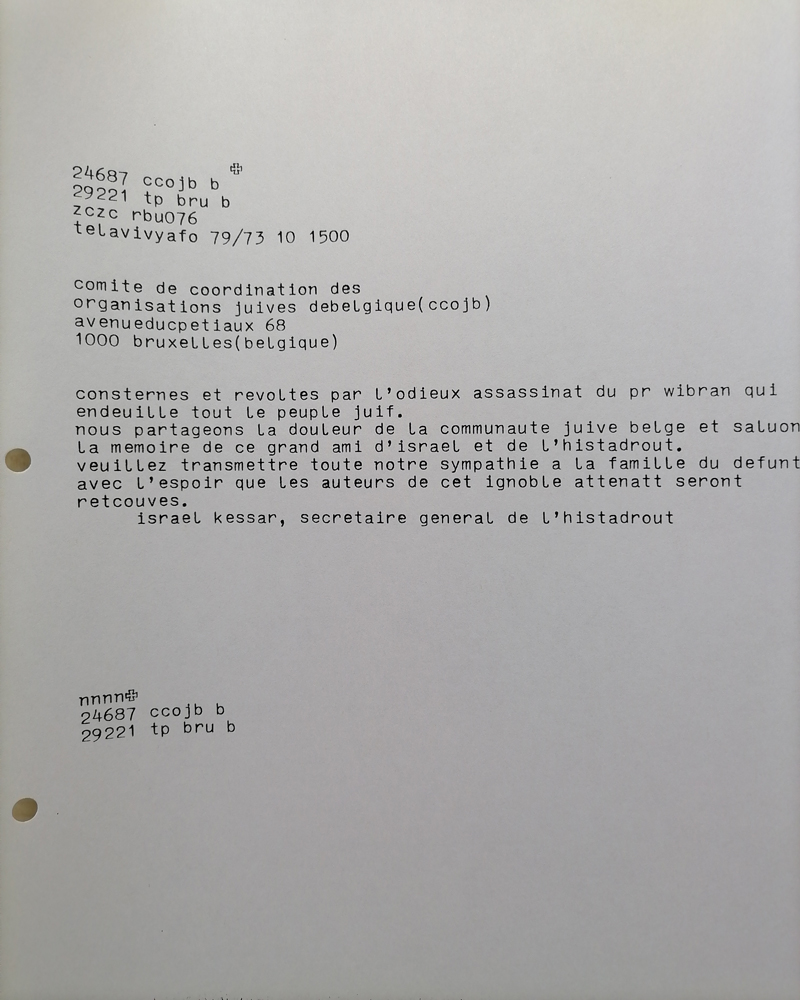 24687 ccojb b ✠
29221 tp bru b
zczc rbu076
telavivyafo 79/73 10 1500
comite de coordination des
organisations juives debelgique(ccojb)
avenueducpetiaux 68
1000 bruxelles(belgique)
consternes et revoltes par l'odieux assassinat du pr wibran qui
endeuille tout le peuple juif.
nous partageons la douleur de la communaute juive belge et saluon
la memoire de ce grand ami d'israel et de l'histadrout.
veuillez transmettre toute notre sympathie a la famille du defunt
avec l'espoir que les auteurs de cet ignoble attenatt seront
retcouves.
israel kessar, secretaire general de l'histadrout
nnnn✠
24687 ccojb b
29221 tp bru b